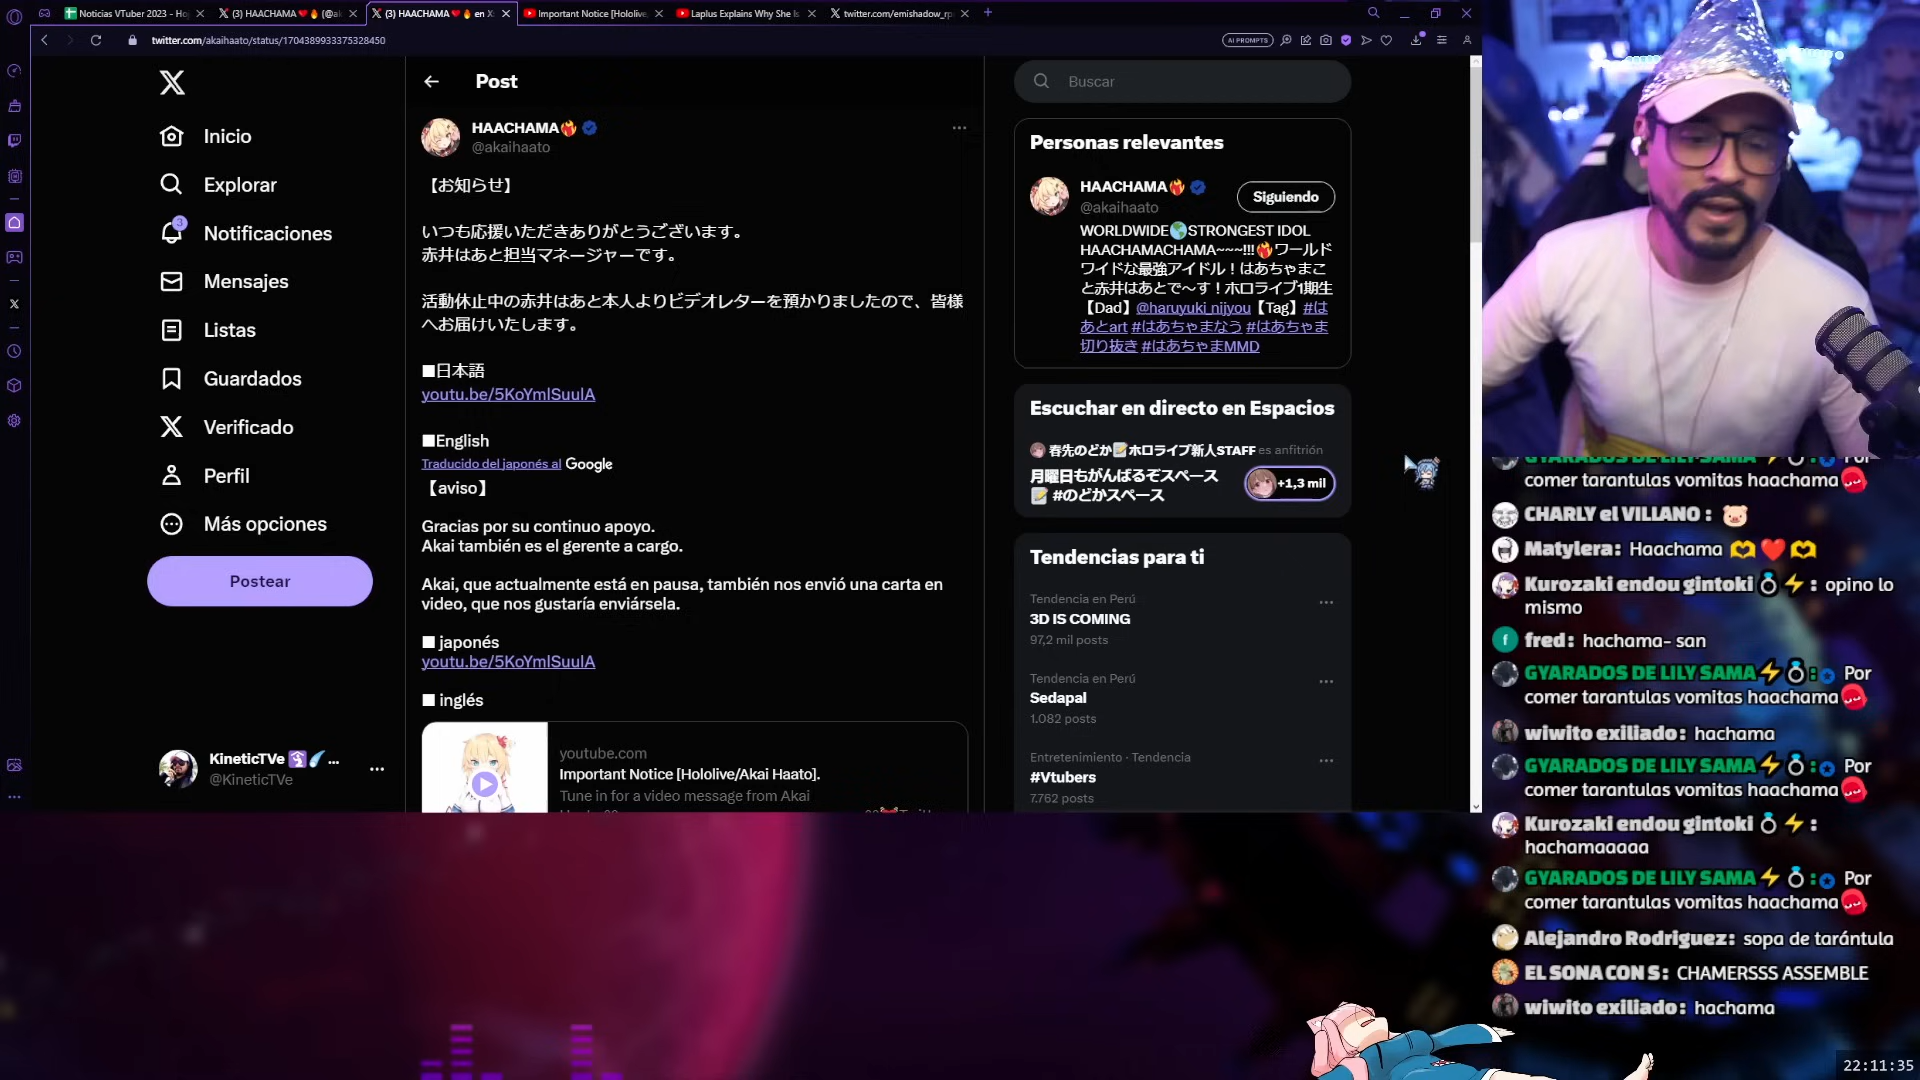 Noticias VTuber 2023 - Ho
(3) HAACHAMA❤️🔥 (@ak
(3) HAACHAMA❤️🔥 en X
Important Notice [Hololive
Laplus Explains Why She I
twitter.com/emishadow_rp
twitter.com/akaihaato/status/1704389933375328450
AI PROMPTS
Inicio
Explorar
3
Notificaciones
Mensajes
Listas
Guardados
Verificado
Perfil
Más opciones
Postear
KineticTVe
@KineticTVe
Post
HAACHAMA❤️‍🔥
@akaihaato
【お知らせ】
いつも応援いただきありがとうございます。
赤井はあと担当マネージャーです。
活動休止中の赤井はあと本人よりビデオレターを預かりましたので、皆様
へお届けいたします。
■日本語
youtu.be/5KoYmlSuulA
■English
Traducido del japonés al Google
【aviso】
Gracias por su continuo apoyo.
Akai también es el gerente a cargo.
Akai, que actualmente está en pausa, también nos envió una carta en
video, que nos gustaría enviársela.
■ japonés
youtu.be/5KoYmlSuulA
■ inglés
youtube.com
Important Notice [Hololive/Akai Haato].
Tune in for a video message from Akai
Buscar
Personas relevantes
HAACHAMA❤️‍🔥
@akaihaato
Siguiendo
WORLDWIDE🌎STRONGEST IDOL
HAACHAMACHAMA~~~!!!❤️‍🔥ワールド
ワイドな最強アイドル！はあちゃまこ
と赤井はあとで〜す！ホロライブ1期生
【Dad】@haruyuki_nijyou【Tag】#は
あとart #はあちゃまなう #はあちゃま
切り抜き #はあちゃまMMD
Escuchar en directo en Espacios
春先のどか📝ホロライブ新人STAFF es anfitrión
月曜日もがんばるぞスペース
📝 #のどかスペース
+1,3 mil
Tendencias para ti
Tendencia en Perú
3D IS COMING
97,2 mil posts
Tendencia en Perú
Sedapal
1.082 posts
Entretenimiento · Tendencia
#Vtubers
7.762 posts
GYARADOS DE LILY SAMA⚡💍: Por
comer tarantulas vomitas haachama
CHARLY el VILLANO : 🐷
Matylera: Haachama 🫶❤️🫶
Kurozaki endou gintoki 💍⚡ : opino lo
mismo
fred: hachama- san
GYARADOS DE LILY SAMA⚡💍: Por
comer tarantulas vomitas haachama
wiwito exiliado: hachama
GYARADOS DE LILY SAMA⚡💍: Por
comer tarantulas vomitas haachama
Kurozaki endou gintoki 💍⚡ :
hachamaaaaa
GYARADOS DE LILY SAMA⚡💍: Por
comer tarantulas vomitas haachama
Alejandro Rodriguez: sopa de tarántula
EL SONA CON S: CHAMERSSS ASSEMBLE
wiwito exiliado: hachama
22:11:35